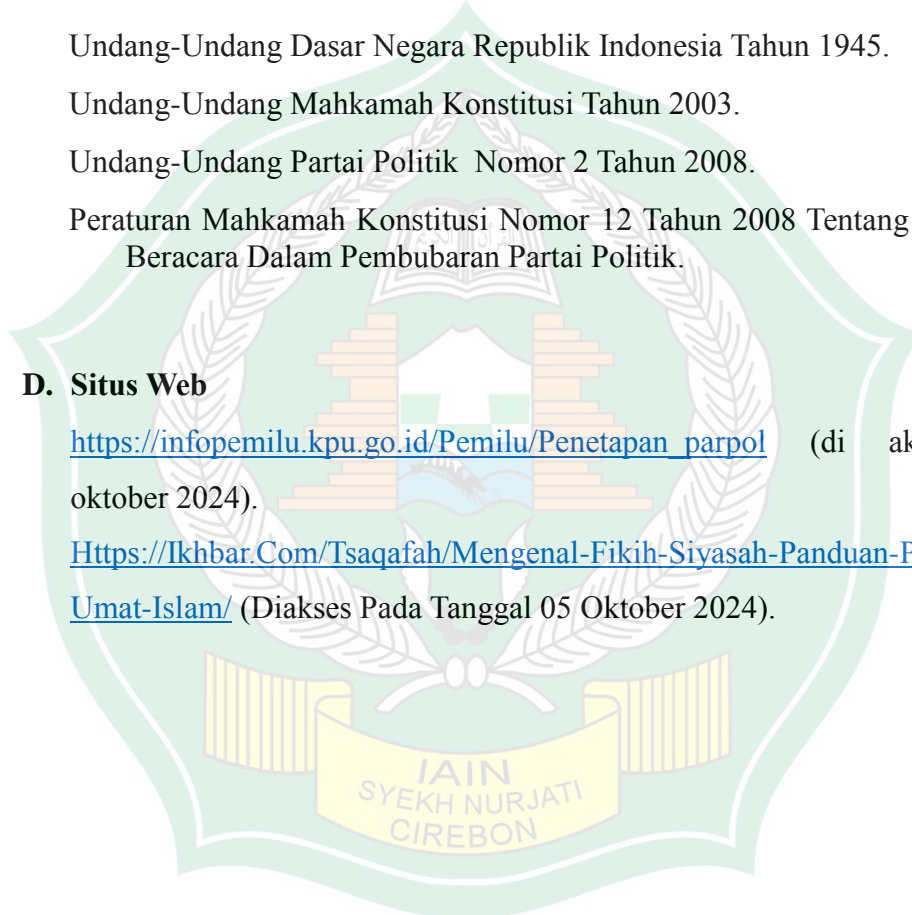 Undang-Undang Dasar Negara Republik Indonesia Tahun 1945.
Undang-Undang Mahkamah Konstitusi Tahun 2003.
Undang-Undang Partai Politik Nomor 2 Tahun 2008.
Peraturan Mahkamah Konstitusi Nomor 12 Tahun 2008 Tentang
Beracara Dalam Pembubaran Partai Politik.
D. Situs Web
https://infopemilu.kpu.go.id/Pemilu/Penetapan_parpol (di
oktober 2024).
Https://Ikhbar.Com/Tsaqafah/Mengenal-Fikih-Siyasah-Panduan-P
Umat-Islam/ (Diakses Pada Tanggal 05 Oktober 2024).
IAIN
SYEKH NURJATI
CIREBON